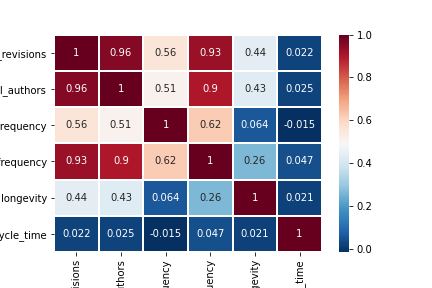 _revisions 1 0.96 0.56 0.93 0.44 0.022
l_authors 0.96 1 0.51 0.9 0.43 0.025
requency 0.56 0.51 1 0.62 0.064 -0.015
frequency 0.93 0.9 0.62 1 0.26 0.047
longevity 0.44 0.43 0.064 0.26 1 0.021
ycle_time 0.022 0.025 -0.015 0.047 0.021 1
isions thors uency uency gevity _time
1.0
0.8
0.6
0.4
0.2
0.0